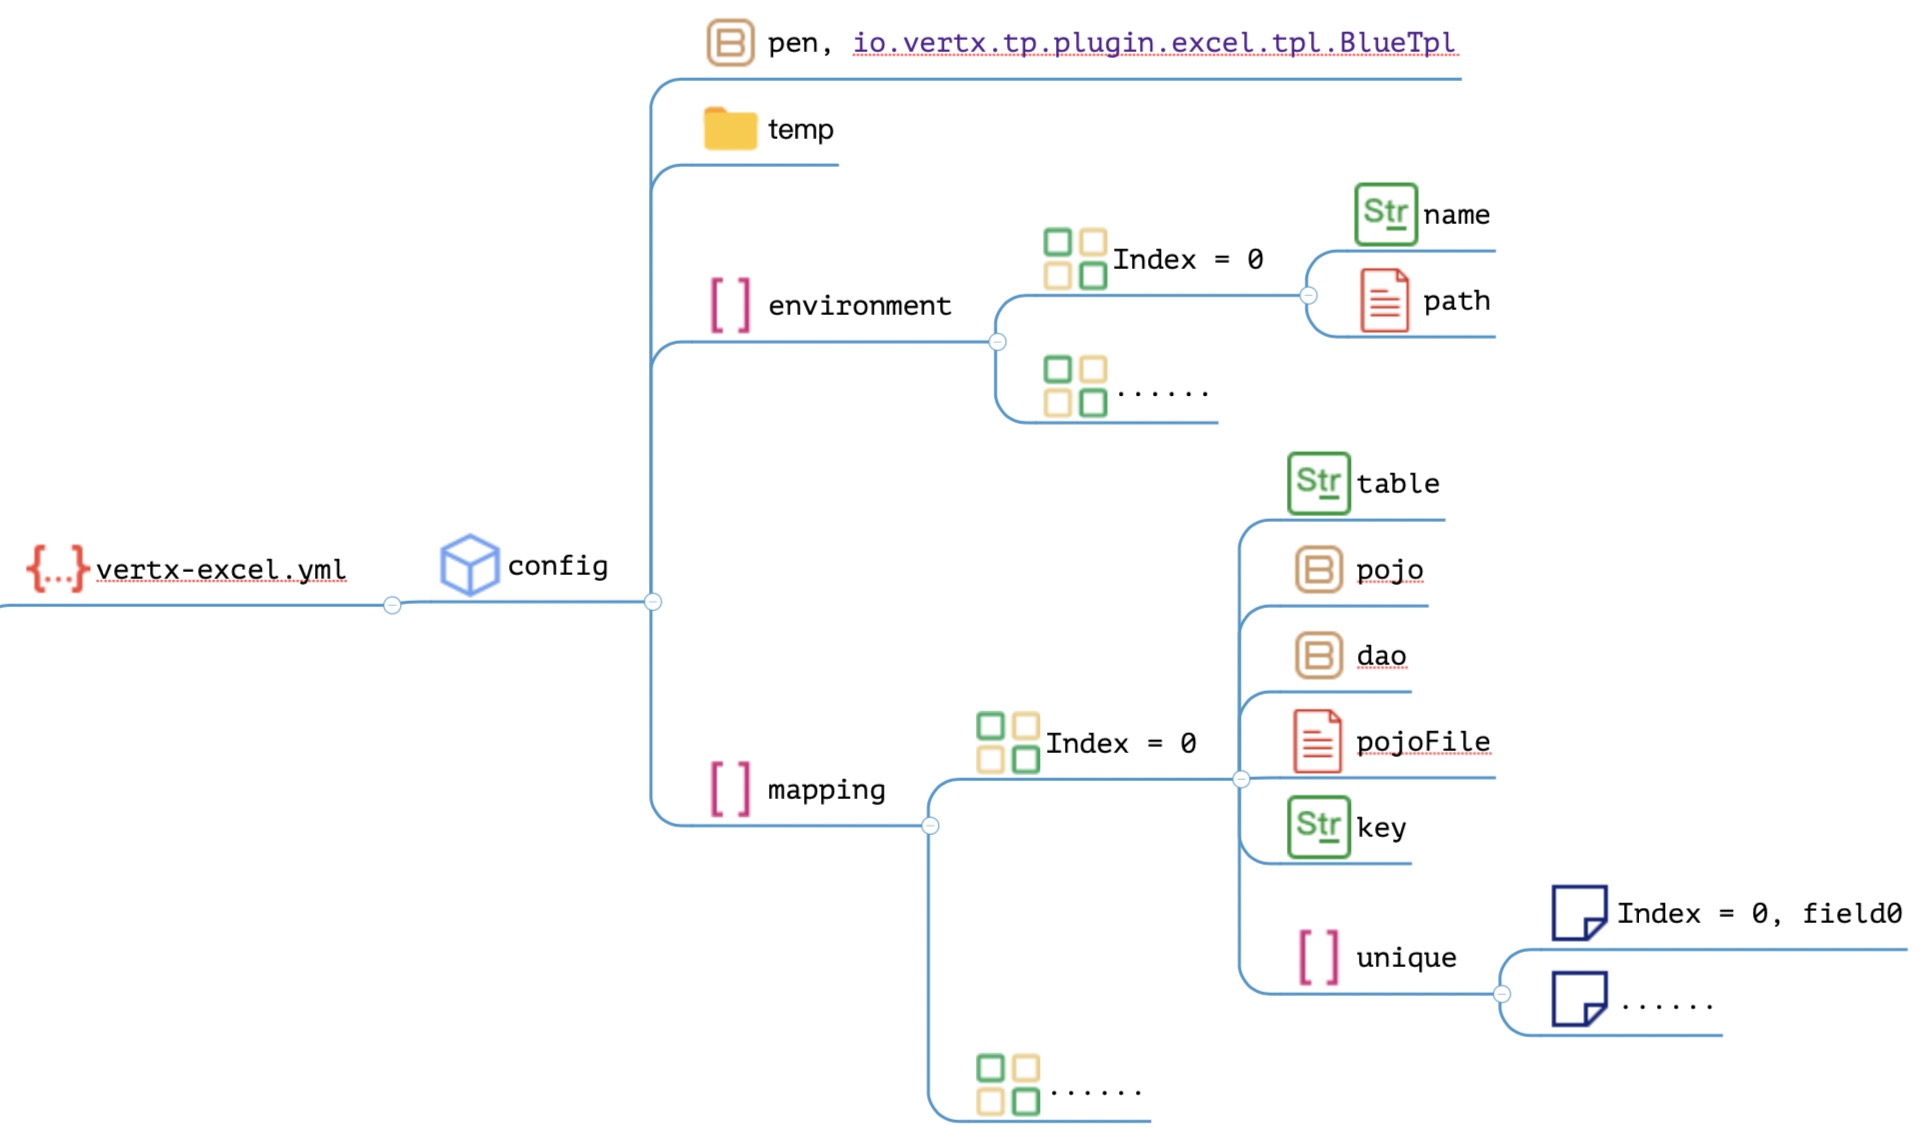 pen, io.vertx.tp.plugin.excel.tpl.BlueTpl
temp
Str name
Index = 0
path
[ ] environment
......
Str table
{...} vertx-excel.yml
config
pojo
dao
Index = 0
pojoFile
[ ] mapping
Str key
Index = 0, field0
[ ] unique
......
......